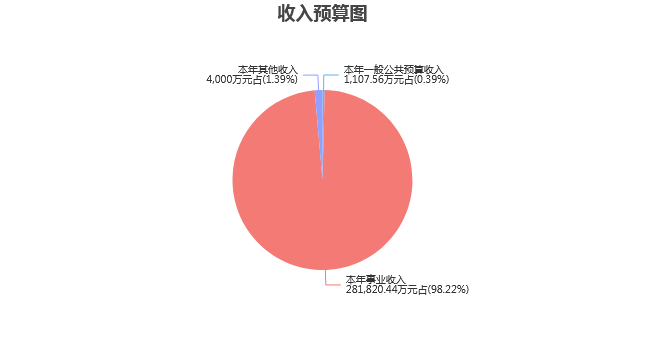 收入预算图
本年其他收入
4,000万元占(1.39%)
本年一般公共预算收入
1,107.56万元占(0.39%)
本年事业收入
281,820.44万元占(98.22%)